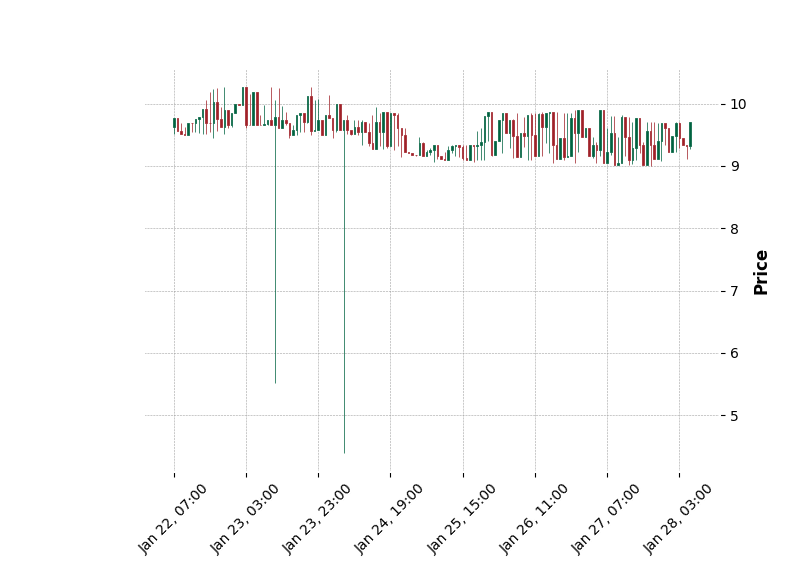 10
9
8
7
6
5
Price
Jan 22, 07:00
Jan 23, 03:00
Jan 23, 23:00
Jan 24, 19:00
Jan 25, 15:00
Jan 26, 11:00
Jan 27, 07:00
Jan 28, 03:00